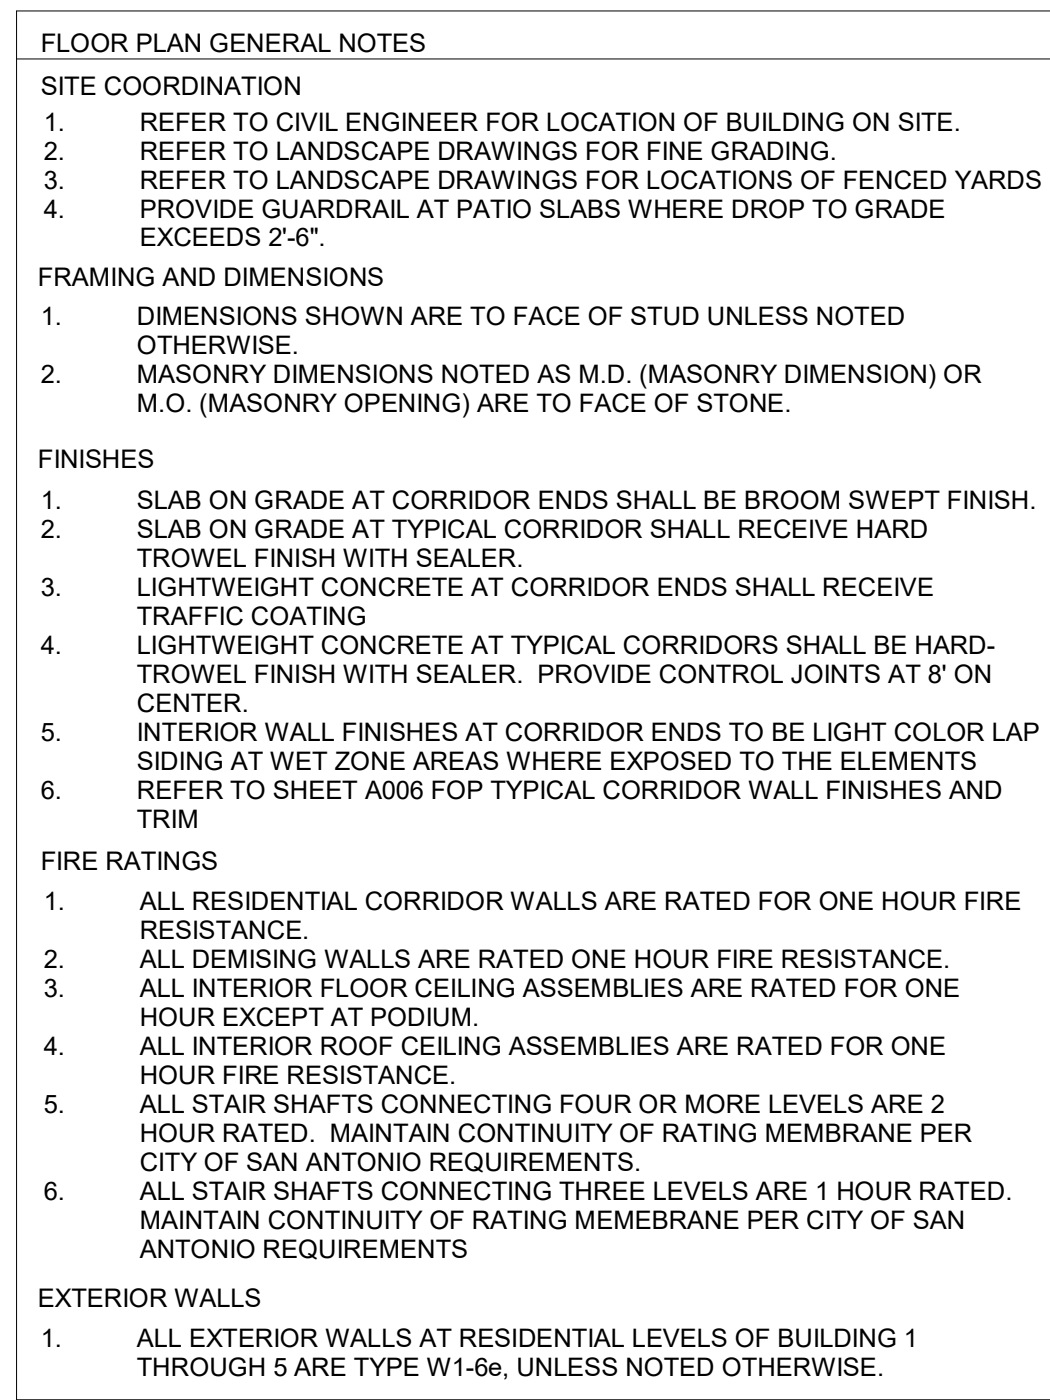 FLOOR PLAN GENERAL NOTES
SITE COORDINATION
1. REFER TO CIVIL ENGINEER FOR LOCATION OF BUILDING ON SITE.
2. REFER TO LANDSCAPE DRAWINGS FOR FINE GRADING.
3. REFER TO LANDSCAPE DRAWINGS FOR LOCATIONS OF FENCED YARDS
4. PROVIDE GUARDRAIL AT PATIO SLABS WHERE DROP TO GRADE
EXCEEDS 2'-6".
FRAMING AND DIMENSIONS
1. DIMENSIONS SHOWN ARE TO FACE OF STUD UNLESS NOTED
OTHERWISE.
2. MASONRY DIMENSIONS NOTED AS M.D. (MASONRY DIMENSION) OR
M.O. (MASONRY OPENING) ARE TO FACE OF STONE.
FINISHES
1. SLAB ON GRADE AT CORRIDOR ENDS SHALL BE BROOM SWEPT FINISH.
2. SLAB ON GRADE AT TYPICAL CORRIDOR SHALL RECEIVE HARD
TROWEL FINISH WITH SEALER.
3. LIGHTWEIGHT CONCRETE AT CORRIDOR ENDS SHALL RECEIVE
TRAFFIC COATING
4. LIGHTWEIGHT CONCRETE AT TYPICAL CORRIDORS SHALL BE HARD-
TROWEL FINISH WITH SEALER. PROVIDE CONTROL JOINTS AT 8' ON
CENTER.
5. INTERIOR WALL FINISHES AT CORRIDOR ENDS TO BE LIGHT COLOR LAP
SIDING AT WET ZONE AREAS WHERE EXPOSED TO THE ELEMENTS
6. REFER TO SHEET A006 FOP TYPICAL CORRIDOR WALL FINISHES AND
TRIM
FIRE RATINGS
1. ALL RESIDENTIAL CORRIDOR WALLS ARE RATED FOR ONE HOUR FIRE
RESISTANCE.
2. ALL DEMISING WALLS ARE RATED ONE HOUR FIRE RESISTANCE.
3. ALL INTERIOR FLOOR CEILING ASSEMBLIES ARE RATED FOR ONE
HOUR EXCEPT AT PODIUM.
4. ALL INTERIOR ROOF CEILING ASSEMBLIES ARE RATED FOR ONE
HOUR FIRE RESISTANCE.
5. ALL STAIR SHAFTS CONNECTING FOUR OR MORE LEVELS ARE 2
HOUR RATED. MAINTAIN CONTINUITY OF RATING MEMBRANE PER
CITY OF SAN ANTONIO REQUIREMENTS.
6. ALL STAIR SHAFTS CONNECTING THREE LEVELS ARE 1 HOUR RATED.
MAINTAIN CONTINUITY OF RATING MEMEBRANE PER CITY OF SAN
ANTONIO REQUIREMENTS
EXTERIOR WALLS
1. ALL EXTERIOR WALLS AT RESIDENTIAL LEVELS OF BUILDING 1
THROUGH 5 ARE TYPE W1-6e, UNLESS NOTED OTHERWISE.